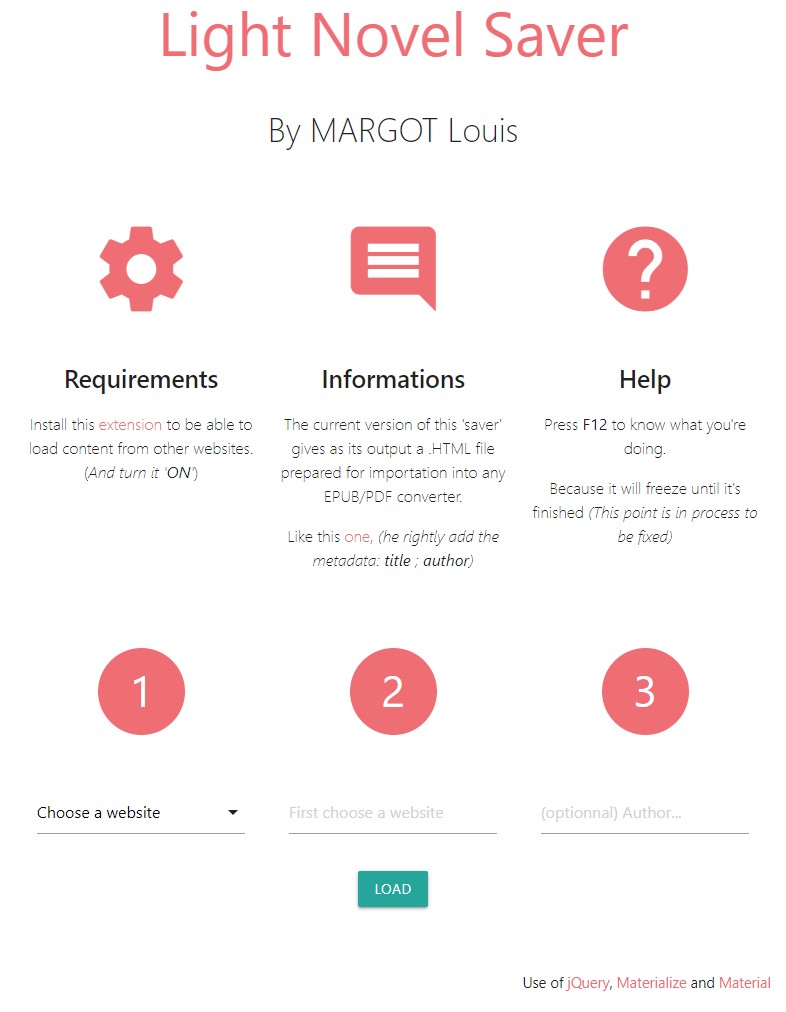 Light Novel Saver
By MARGOT Louis
Requirements
Install this extension to be able to
load content from other websites.
(And turn it 'ON')
Informations
The current version of this 'saver'
gives as its output a .HTML file
prepared for importation into any
EPUB/PDF converter.
Like this one, (he rightly add the
metadata: title ; author)
Help
Press F12 to know what you're
doing.
Because it will freeze until it's
finished (This point is in process to
be fixed)
1
2
3
Choose a website
First choose a website
(optionnal) Author...
LOAD
Use of jQuery, Materialize and Material